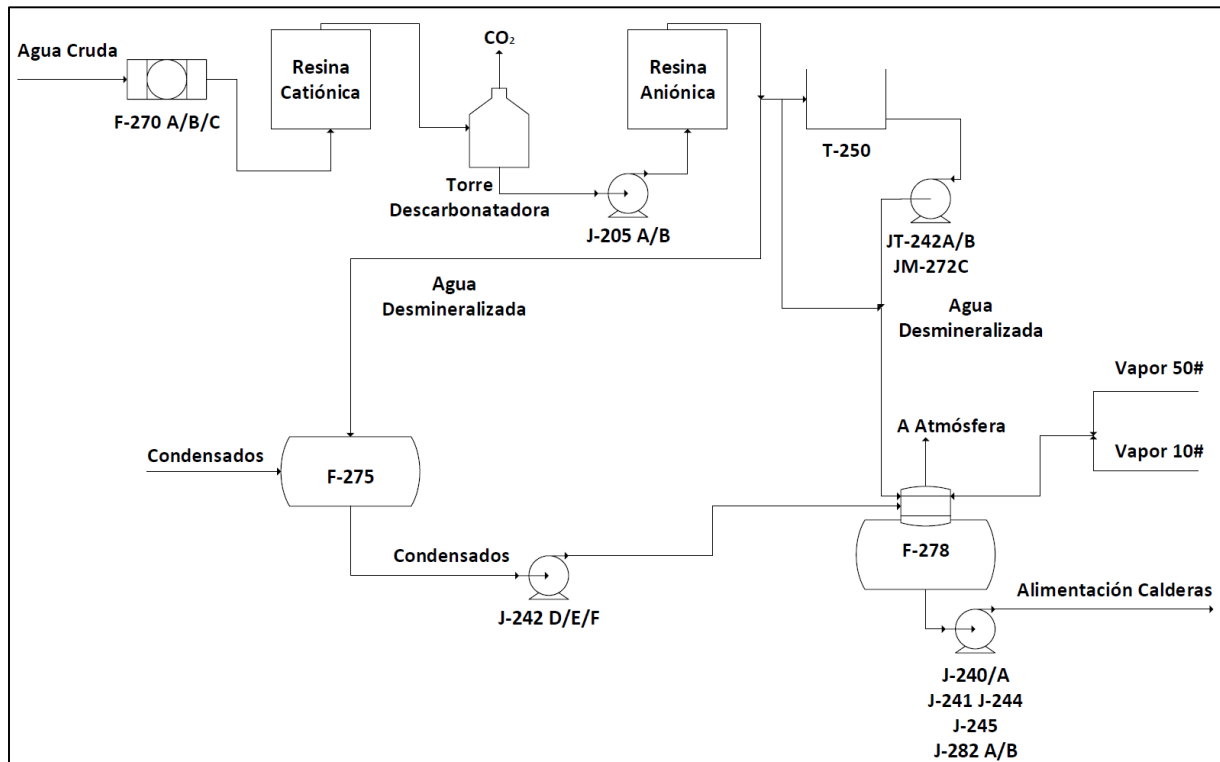 Agua Cruda
F-270 A/B/C
Resina
Catiónica
CO₂
Torre
Descarbonatadora
J-205 A/B
Resina
Aniónica
T-250
JT-242A/B
JM-272C
Agua
Desmineralizada
Agua
Desmineralizada
Vapor 50#
Vapor 10#
A Atmósfera
Condensados
F-275
Condensados
J-242 D/E/F
F-278
Alimentación Calderas
J-240/A
J-241 J-244
J-245
J-282 A/B